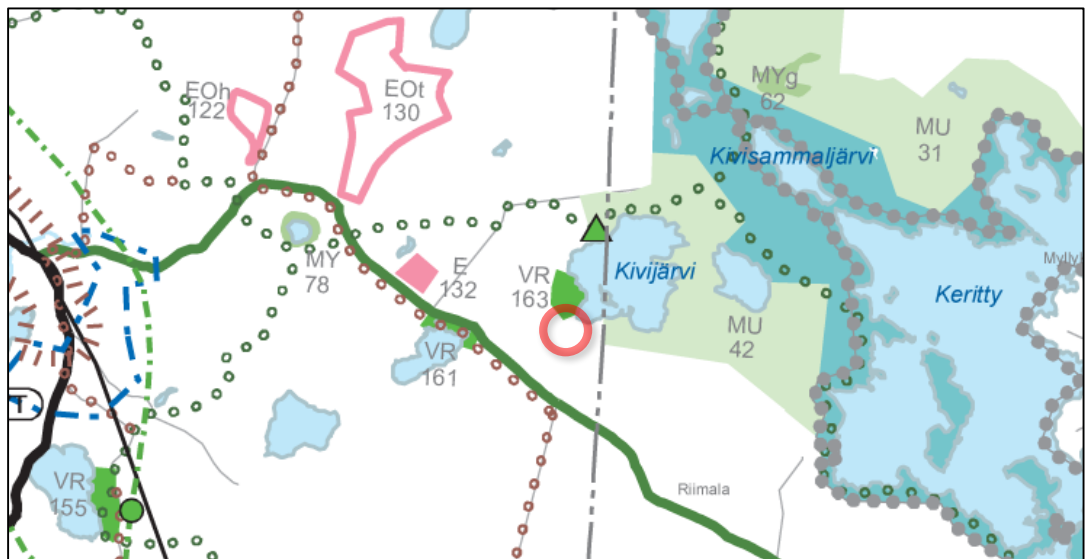 EOh
122
EOt
130
MYg
62
MU
31
Kivisammaljärvi
MY
78
E
132
VR
163
Kivijärvi
Keritty
MU
42
VR
161
T
VR
155
Riimala